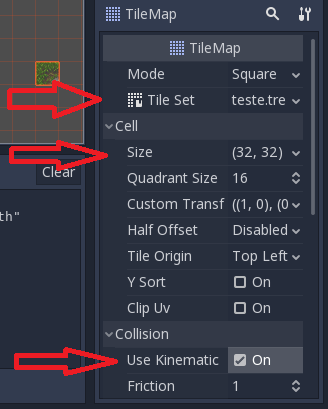 TileMap
TileMap
Mode Square
Tile Set teste.tre
Cell
Size (32, 32)
Quadrant Size 16
Custom Transf ((1, 0), (0
Half Offset Disabled
Tile Origin Top Left
Y Sort On
Clip Uv On
Collision
Use Kinematic On
Friction 1
Clear
th"